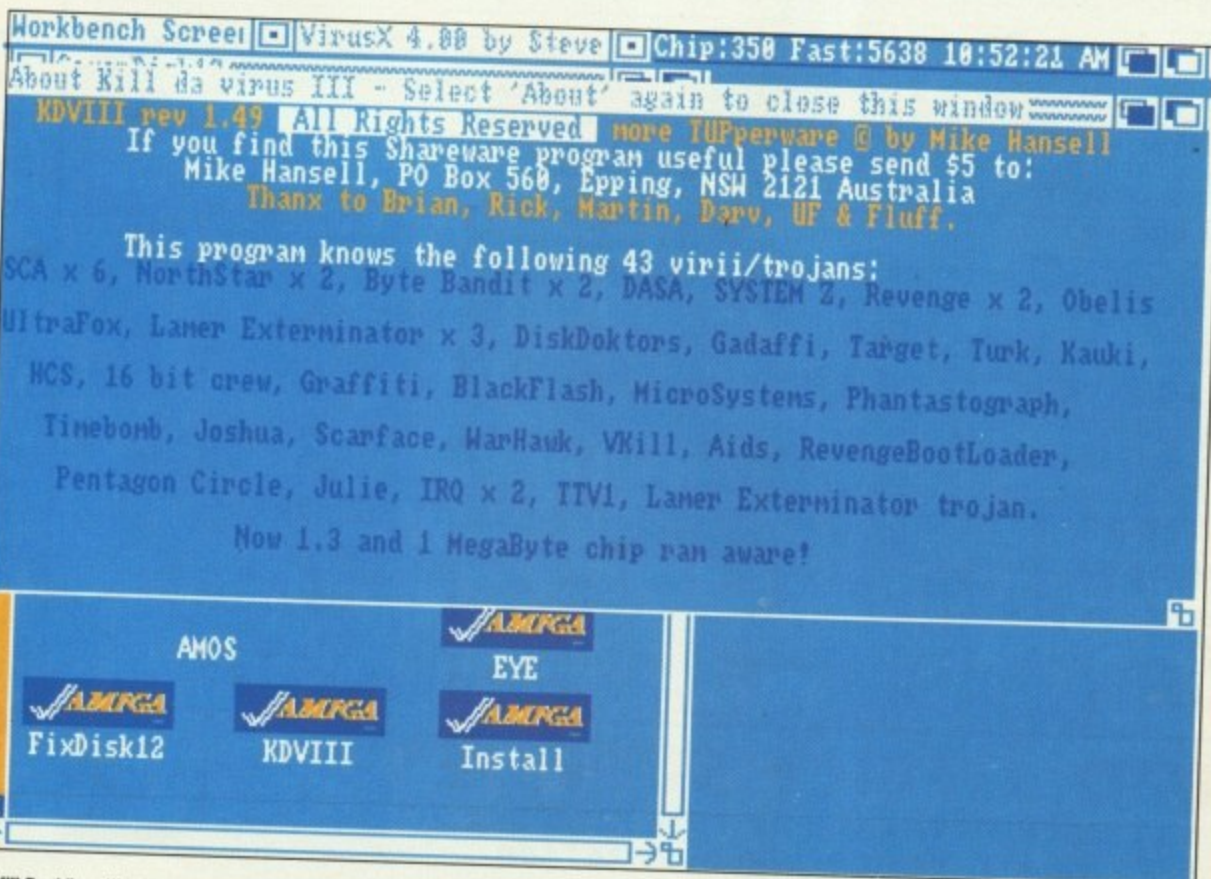 Workbench Screen VirusX 4.00 by Steve Chip:350 Fast:5638 10:52:21 AM
About Kill da virus III - Select 'About' again to close this window
KDVIII rev 1.49 All Rights Reserved more TUPperware © by Mike Hansell
If you find this Shareware program useful please send $5 to:
Mike Hansell, PO Box 560, Epping, NSW 2121 Australia
Thanx to Brian, Rick, Martin, Darv, UF & Fluff.
This program knows the following 43 virii/trojans:
SCA x 6, NorthStar x 2, Byte Bandit x 2, DASA, SYSTEM Z, Revenge x 2, Obelis
UltraFox, Lamer Exterminator x 3, DiskDoktors, Gadaffi, Target, Turk, Kauki,
HCS, 16 bit crew, Graffiti, BlackFlash, MicroSystems, Phantastograph,
Timebomb, Joshua, Scarface, WarHawk, VKill, Aids, RevengeBootLoader,
Pentagon Circle, Julie, IRQ x 2, TTV1, Lamer Exterminator trojan.
Now 1.3 and 1 MegaByte chip ram aware!
AMIGA
AMOS
EYE
AMIGA AMIGA AMIGA
FixDisk12 KDVIII Install